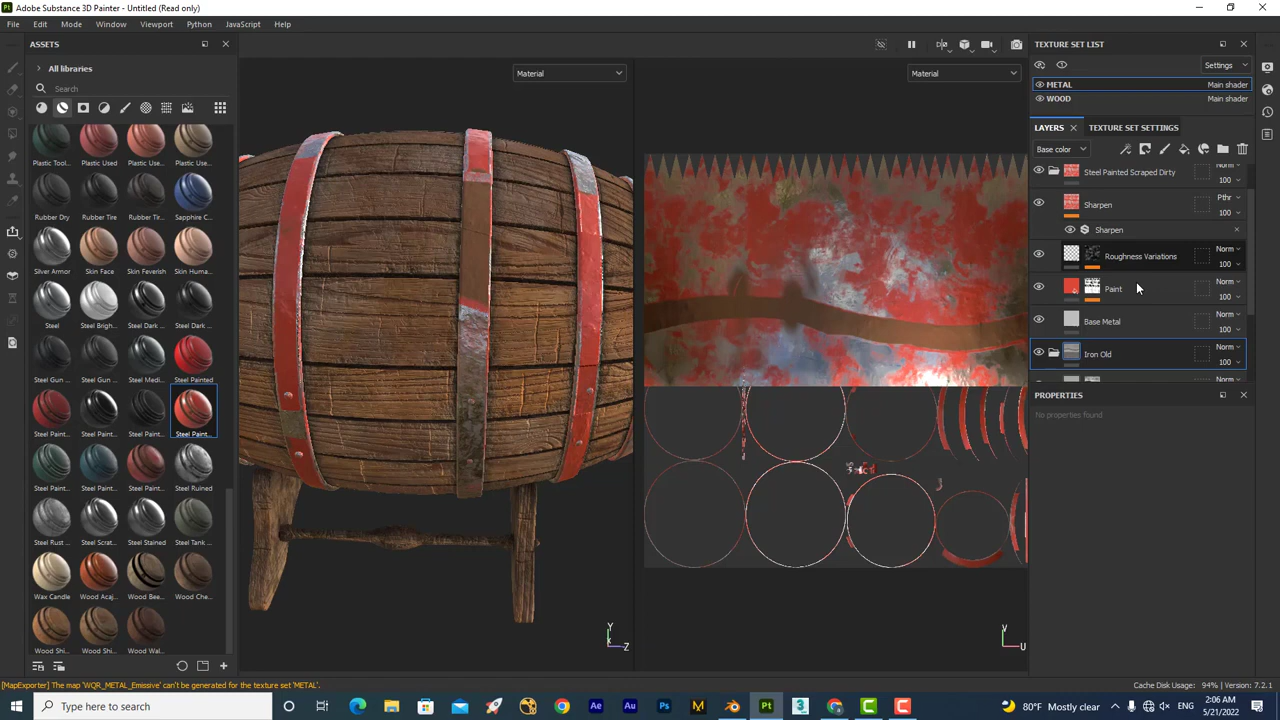 Adobe Substance 3D Painter - Untitled (Read only)
File Edit Mode Window Viewport Python JavaScript Help
ASSETS
All libraries
Search
Plastic Tool... Plastic Used Plastic Use... Plastic Use...
Rubber Dry Rubber Tire Rubber Tir... Sapphire C...
Silver Armor Skin Face Skin Feverish Skin Huma...
Steel Steel Brigh... Steel Dark ... Steel Dark ...
Steel Gun ... Steel Gun ... Steel Medi... Steel Painted
Steel Paint... Steel Paint... Steel Paint... Steel Paint...
Steel Paint... Steel Paint... Steel Paint... Steel Ruined
Steel Rust ... Steel Scrat... Steel Stained Steel Tank ...
Wax Candle Wood Acaj... Wood Bee... Wood Che...
Wood Shi... Wood Shi... Wood Wal...
Material
Material
Y
X Z
V
U
TEXTURE SET LIST
Settings
METAL Main shader
WOOD Main shader
LAYERS TEXTURE SET SETTINGS
Base color
Steel Painted Scraped Dirty Norm
100
Sharpen Pthr
100
Sharpen
Roughness Variations Norm
100
Paint Norm
100
Base Metal Norm
100
Iron Old Norm
100
Norm
PROPERTIES
No properties found
[MapExporter] The map 'WQR_METAL_Emissive' can't be generated for the texture set 'METAL'.
Cache Disk Usage: 94% | Version: 7.2.1
Type here to search
Ae Au Ps M Pt 3
80°F Mostly clear
ENG
2:06 AM
5/21/2022